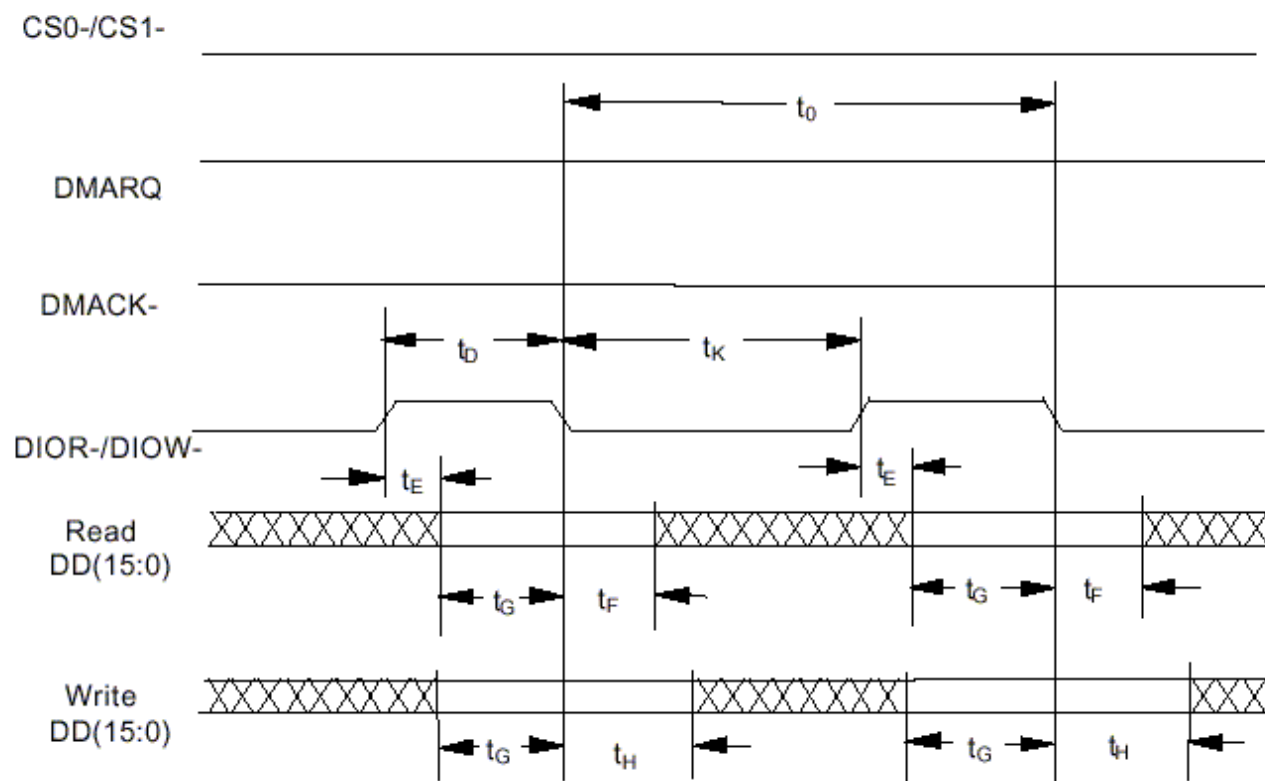 CS0-/CS1-
t0
DMARQ
DMACK-
tD
tK
DIOR-/DIOW-
tE
tE
Read
DD(15:0)
tG
tF
tG
tF
Write
DD(15:0)
tG
tH
tG
tH